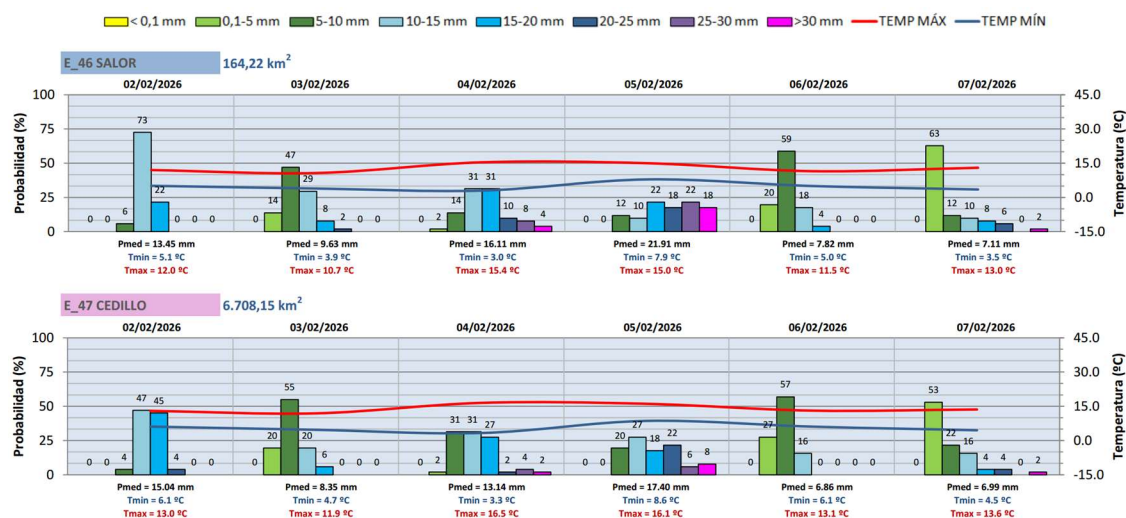 < 0,1 mm 0,1-5 mm 5-10 mm 10-15 mm 15-20 mm 20-25 mm 25-30 mm >30 mm TEMP MÁX TEMP MÍN
E_46 SALOR 164,22 km²
02/02/2026 03/02/2026 04/02/2026 05/02/2026 06/02/2026 07/02/2026
Probabilidad (%)
100
75
50
25
0
0 0 6 73 22 0 0 0
0 14 47 29 8 2 0 0
0 2 14 31 31 10 8 4
0 0 12 10 22 18 22 18
0 20 59 18 4 0 0 0
0 63 12 10 8 6 0 2
45.0
30.0
15.0
0.0
-15.0
Temperatura (ºC)
Pmed = 13.45 mm Pmed = 9.63 mm Pmed = 16.11 mm Pmed = 21.91 mm Pmed = 7.82 mm Pmed = 7.11 mm
Tmin = 5.1 ºC Tmin = 3.9 ºC Tmin = 3.0 ºC Tmin = 7.9 ºC Tmin = 5.0 ºC Tmin = 3.5 ºC
Tmax = 12.0 ºC Tmax = 10.7 ºC Tmax = 15.4 ºC Tmax = 15.0 ºC Tmax = 11.5 ºC Tmax = 13.0 ºC
E_47 CEDILLO 6.708,15 km²
02/02/2026 03/02/2026 04/02/2026 05/02/2026 06/02/2026 07/02/2026
Probabilidad (%)
100
75
50
25
0
0 0 4 47 45 4 0 0 0
0 20 55 20 6 0 0 0
0 2 31 31 27 2 4 2
0 0 20 27 18 22 6 8
0 27 57 16 0 0 0 0
0 53 22 16 4 4 0 2
45.0
30.0
15.0
0.0
-15.0
Temperatura (ºC)
Pmed = 15.04 mm Pmed = 8.35 mm Pmed = 13.14 mm Pmed = 17.40 mm Pmed = 6.86 mm Pmed = 6.99 mm
Tmin = 6.1 ºC Tmin = 4.7 ºC Tmin = 3.3 ºC Tmin = 8.6 ºC Tmin = 6.1 ºC Tmin = 4.5 ºC
Tmax = 13.0 ºC Tmax = 11.9 ºC Tmax = 16.5 ºC Tmax = 16.1 ºC Tmax = 13.1 ºC Tmax = 13.6 ºC